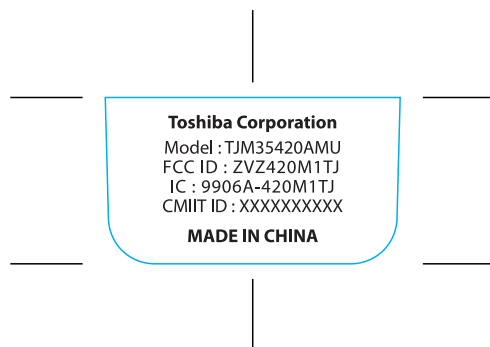 Toshiba Corporation
Model : TJM35420AMU
FCC ID : ZVZ420M1TJ
IC : 9906A-420M1TJ
CMIIT ID : XXXXXXXXXX
MADE IN CHINA